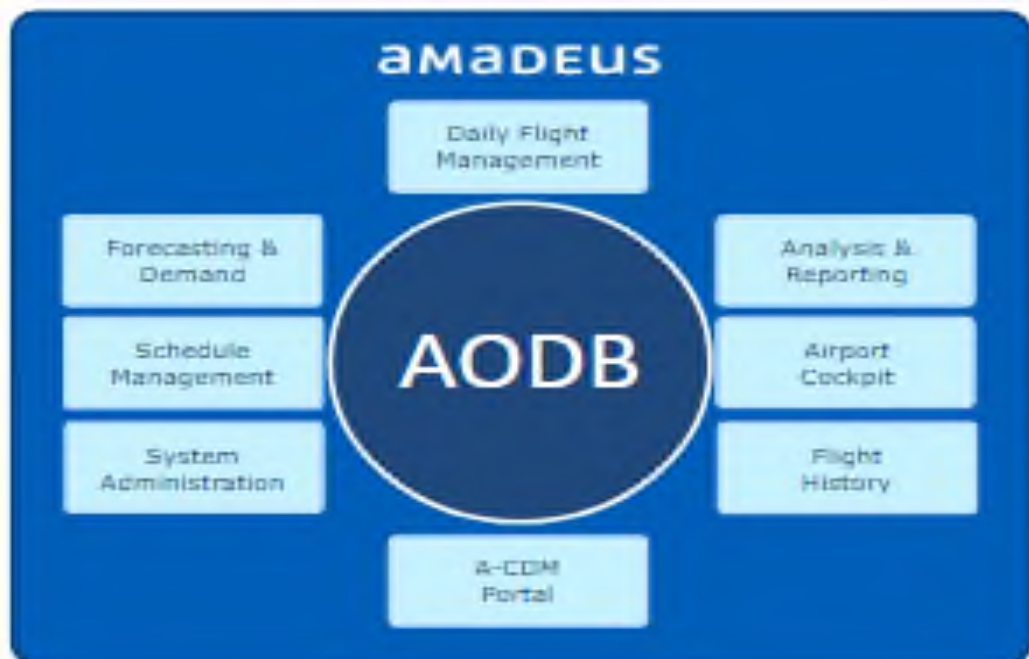 amadeus
Daily Flight
Management
Forecasting &
Demand
Analysis &
Reporting
Schedule
Management
AODB
Airport
Cockpit
System
Administration
Flight
History
A-CDM
Portal